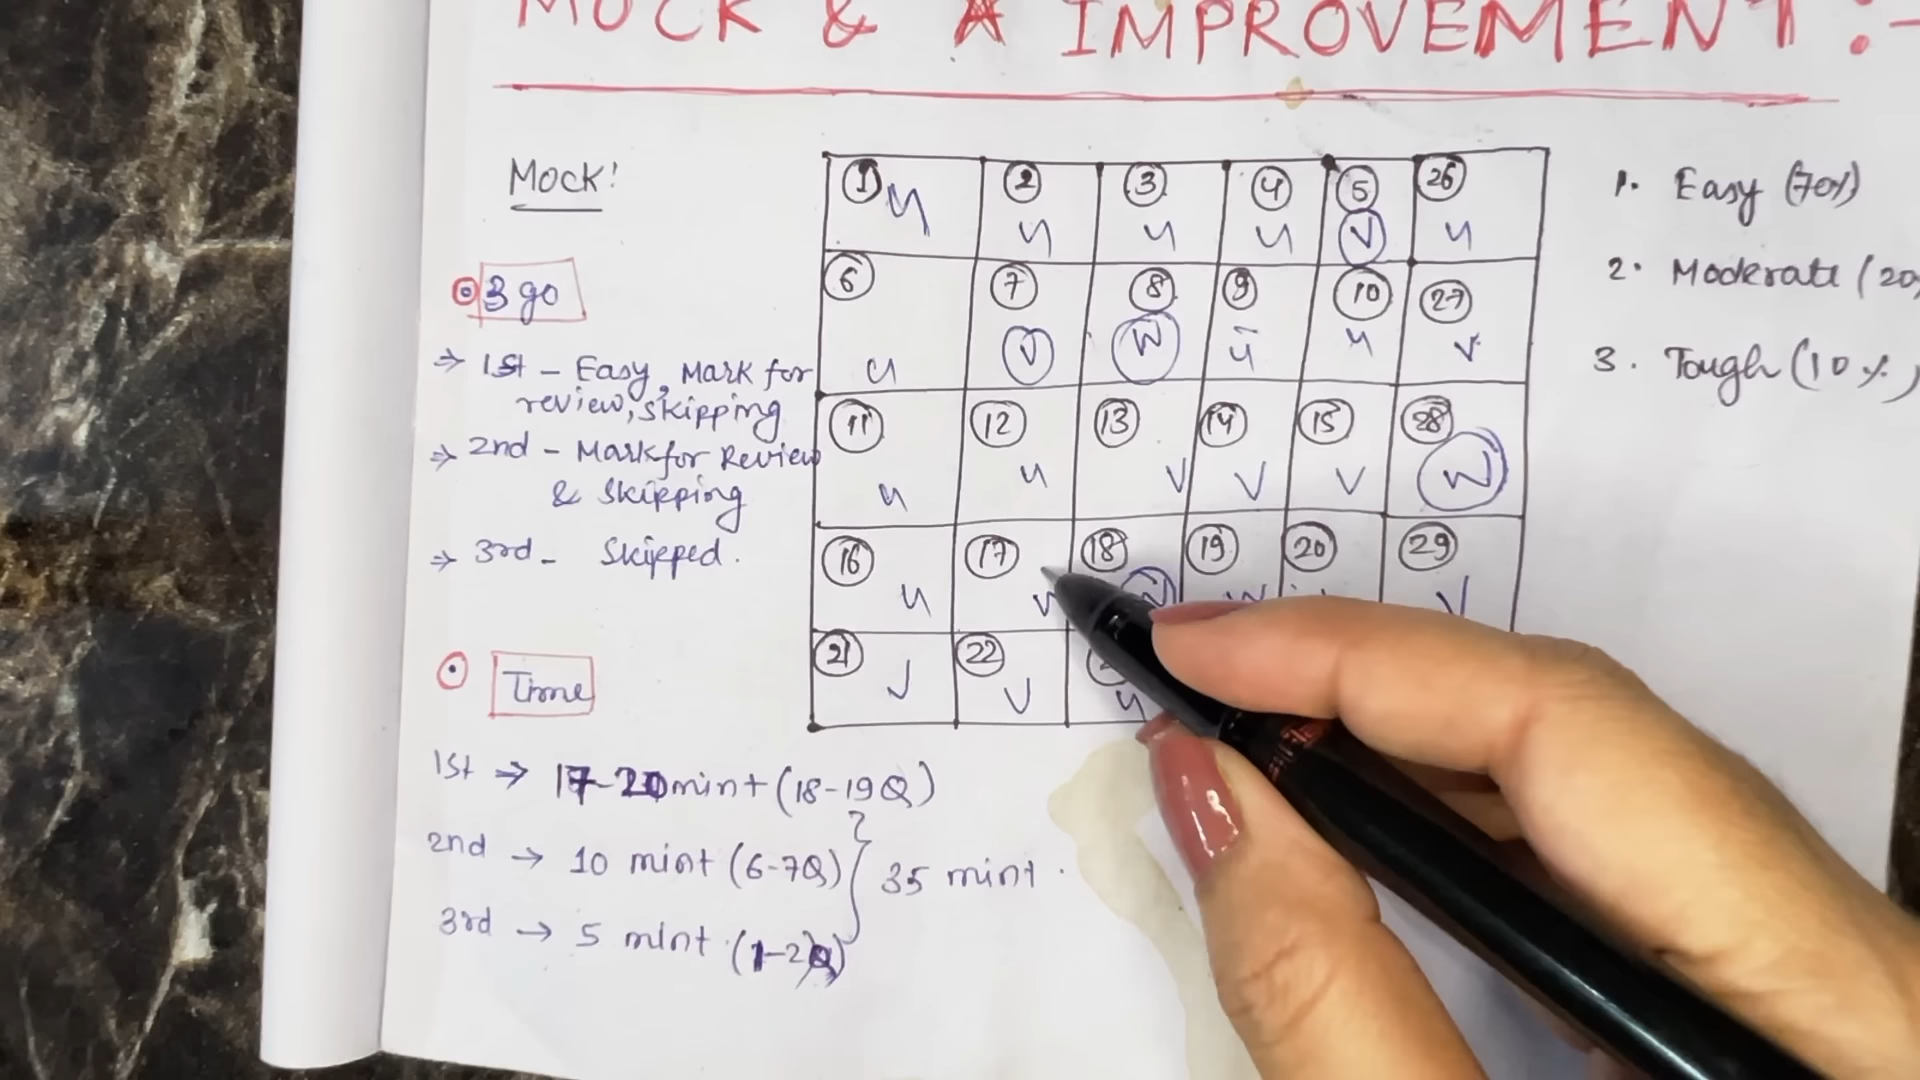 MOCK & A IMPROVEMENT :-
Mock!
3 go
⇒ 1st - Easy, Mark for
review, skipping
⇒ 2nd - Mark for Review
& Skipping
⇒ 3rd - Skipped.
Time
1st ⇒ 17-20 mint (18-19Q)
2nd → 10 mint (6-7Q)
35 mint.
3rd → 5 mint (1-2Q)
1 2 3 4 5 26
6 7 8 9 10 27
11 12 13 14 15 28
16 17 18 19 20 29
21 22
1. Easy (70%)
2. Moderate (20
3. Tough (10%)